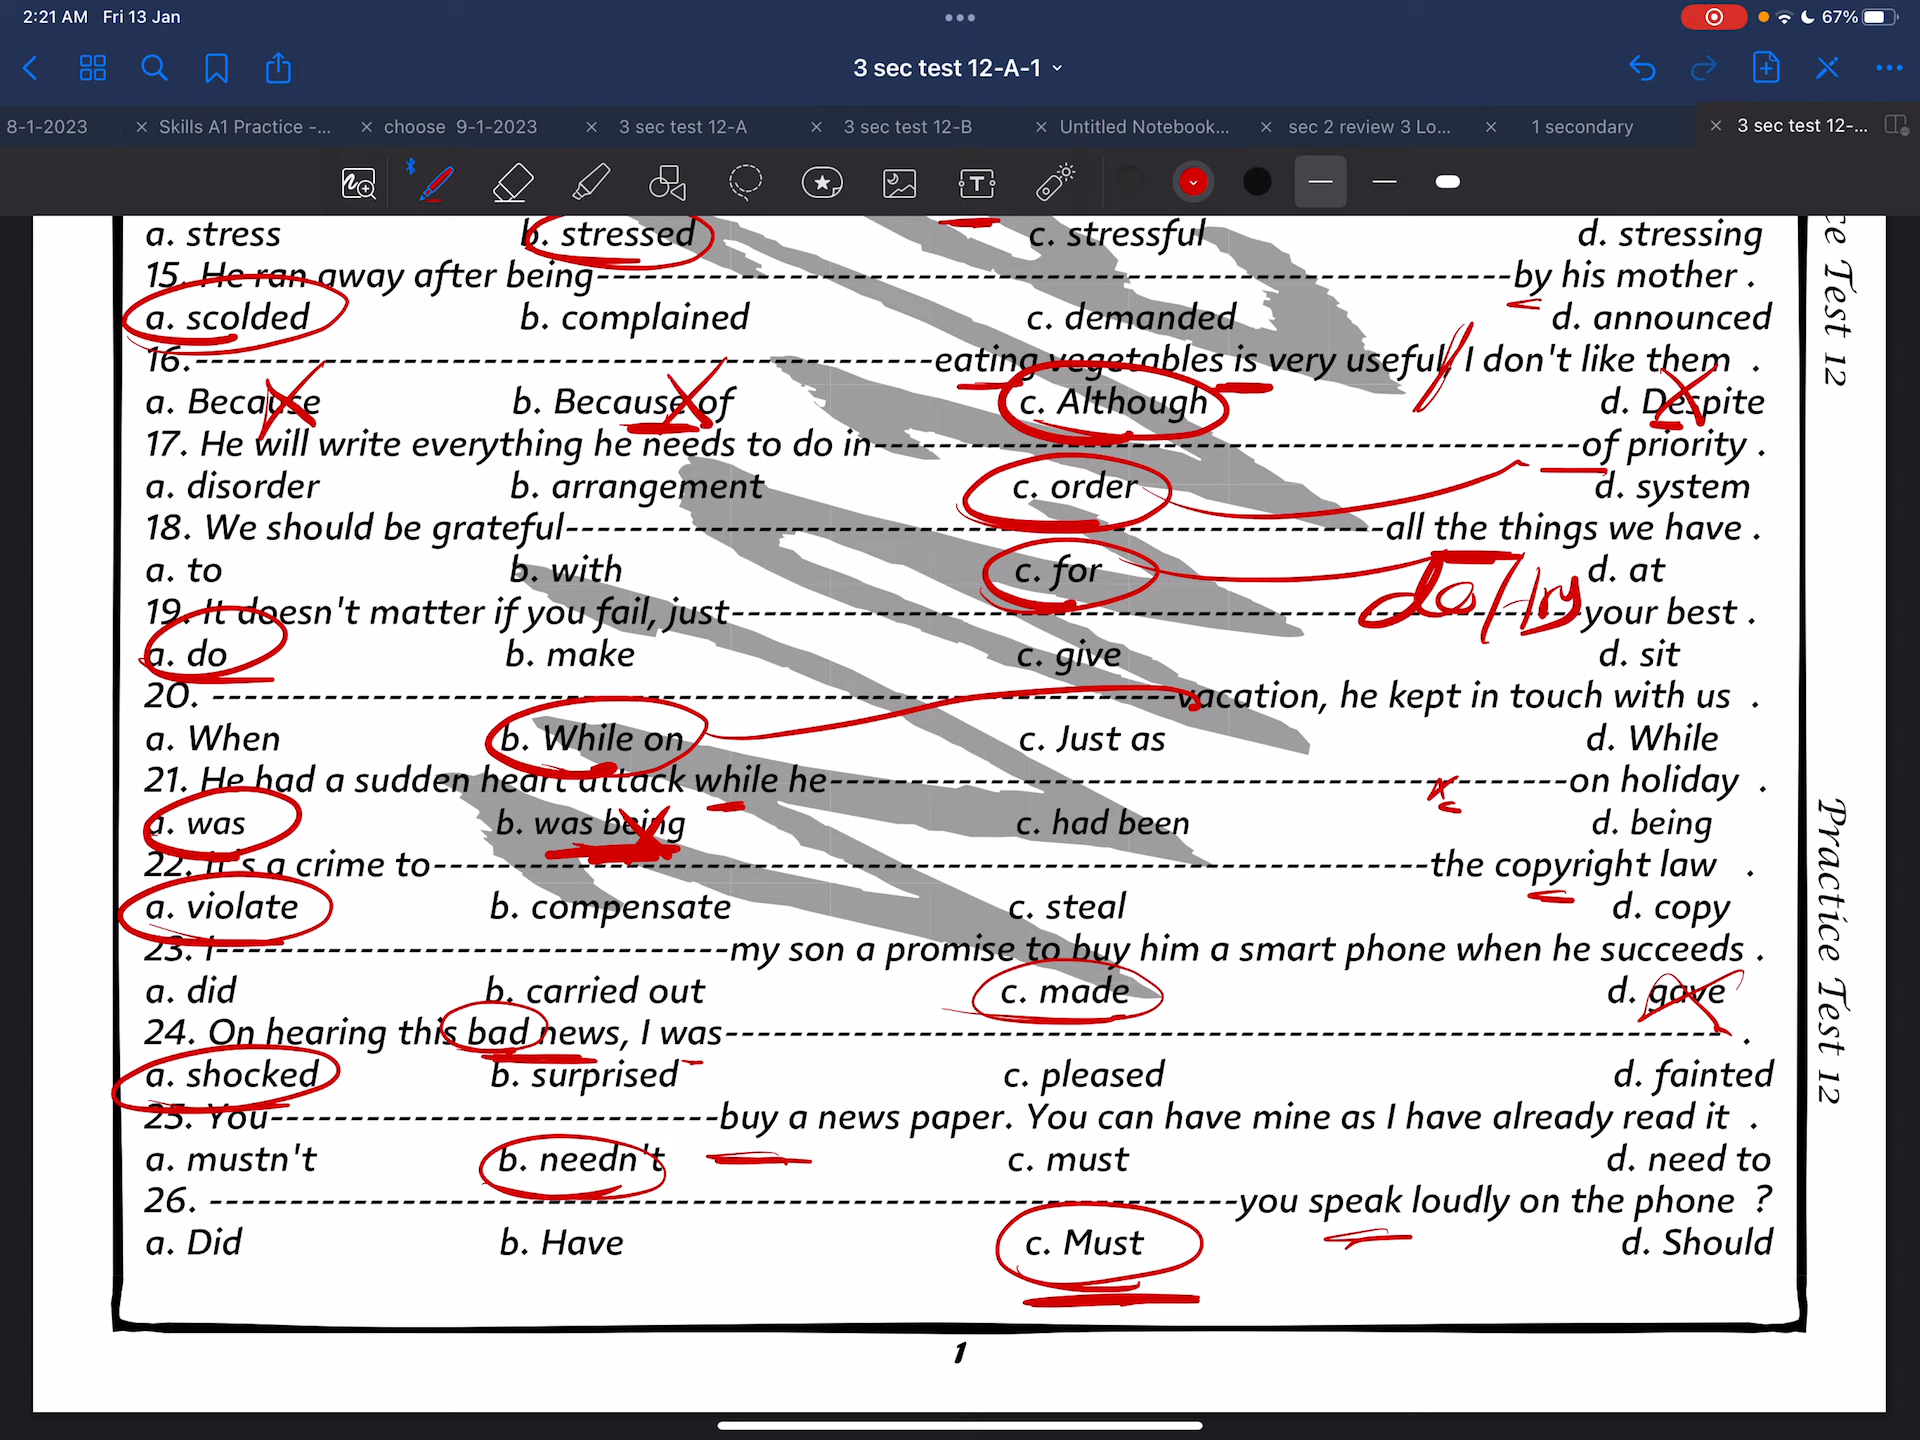 2:21 AM Fri 13 Jan
67%
3 sec test 12-A-1
8-1-2023
Skills A1 Practice -...
choose 9-1-2023
3 sec test 12-A
3 sec test 12-B
Untitled Notebook...
sec 2 review 3 Lo...
1 secondary
3 sec test 12-...
a. stress b. stressed c. stressful d. stressing
15. He ran away after being------------------------------by his mother .
a. scolded b. complained c. demanded d. announced
16.------------------------------eating vegetables is very useful, I don't like them .
a. Because b. Because of c. Although d. Despite
17. He will write everything he needs to do in------------------------------of priority .
a. disorder b. arrangement c. order d. system
18. We should be grateful------------------------------all the things we have .
a. to b. with c. for d. at
do/try
19. It doesn't matter if you fail, just------------------------------your best .
a. do b. make c. give d. sit
20. ------------------------------vacation, he kept in touch with us .
a. When b. While on c. Just as d. While
21. He had a sudden heart attack while he------------------------------on holiday .
a. was b. was being c. had been d. being
22. It's a crime to------------------------------the copyright law .
a. violate b. compensate c. steal d. copy
23. I------------------------------my son a promise to buy him a smart phone when he succeeds .
a. did b. carried out c. made d. gave
24. On hearing this bad news, I was------------------------------ .
a. shocked b. surprised c. pleased d. fainted
25. You------------------------------buy a news paper. You can have mine as I have already read it .
a. mustn't b. needn't c. must d. need to
26. ------------------------------you speak loudly on the phone ?
a. Did b. Have c. Must d. Should
1
ce Test 12
Practice Test 12